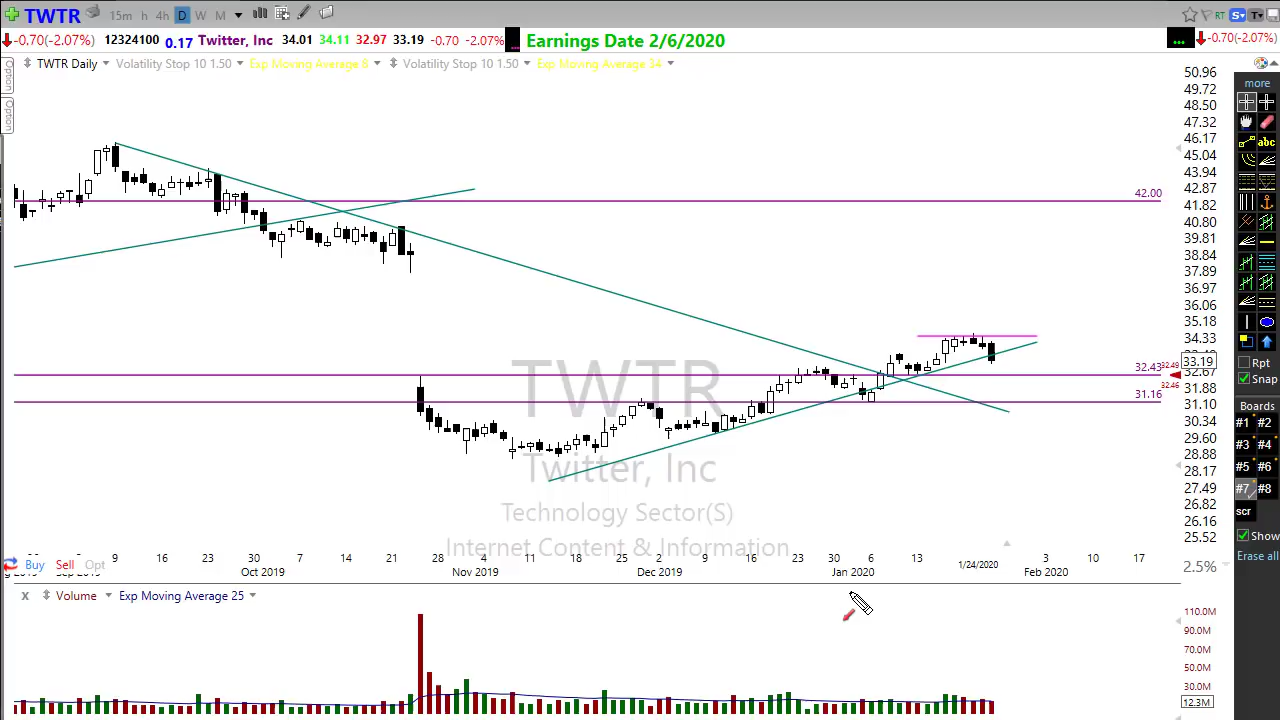 TWTR 15m h 4h D W M RT S T
-0.70(-2.07%) 12324100 0.17 Twitter, Inc 34.01 34.11 32.97 33.19 -0.70 -2.07% ... Earnings Date 2/6/2020 ... -0.70(-2.07%)
Option
Option
TWTR Daily Volatility Stop 10 1.50 Exp Moving Average 8 Volatility Stop 10 1.50 Exp Moving Average 34
50.96
49.72
48.50
47.32
46.17
45.04
43.94
42.87
41.82
40.80
39.81
38.84
37.89
36.97
36.06
35.18
34.33
33.19
32.67
31.88
31.10
30.34
29.60
28.88
28.17
27.49
26.82
26.16
25.52
42.00
32.43
32.49
32.46
31.16
TWTR
Twitter, Inc
Technology Sector(S)
Internet Content & Information
more
abc
Rpt
Snap
Boards
#1 #2
#3 #4
#5 #6
#7 #8
scr
Show
Erase all
9 16 23 30 7 14 21 28 4 11 18 25 2 9 16 23 30 6 13 1/24/2020 3 10 17
Oct 2019 Nov 2019 Dec 2019 Jan 2020 Feb 2020
Buy Sell Opt
2.5%
x Volume Exp Moving Average 25
110.0M
90.0M
70.0M
50.0M
30.0M
12.3M